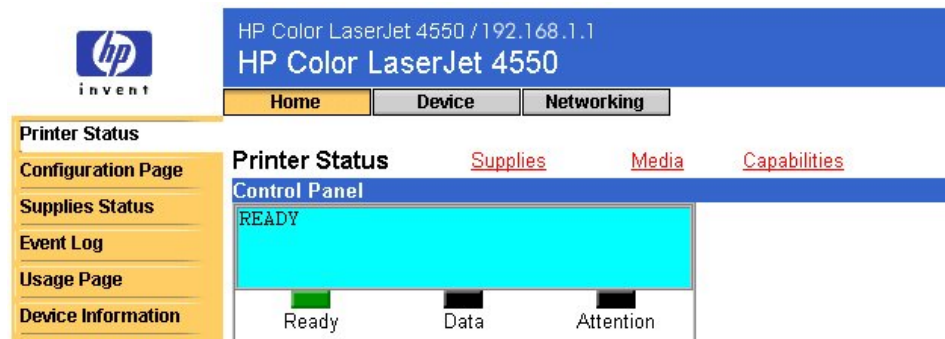 HP Color LaserJet 4550 / 192.168.1.1
HP Color LaserJet 4550
hp
invent
Home Device Networking
Printer Status
Configuration Page
Supplies Status
Event Log
Usage Page
Device Information
Printer Status Supplies Media Capabilities
Control Panel
READY
Ready Data Attention